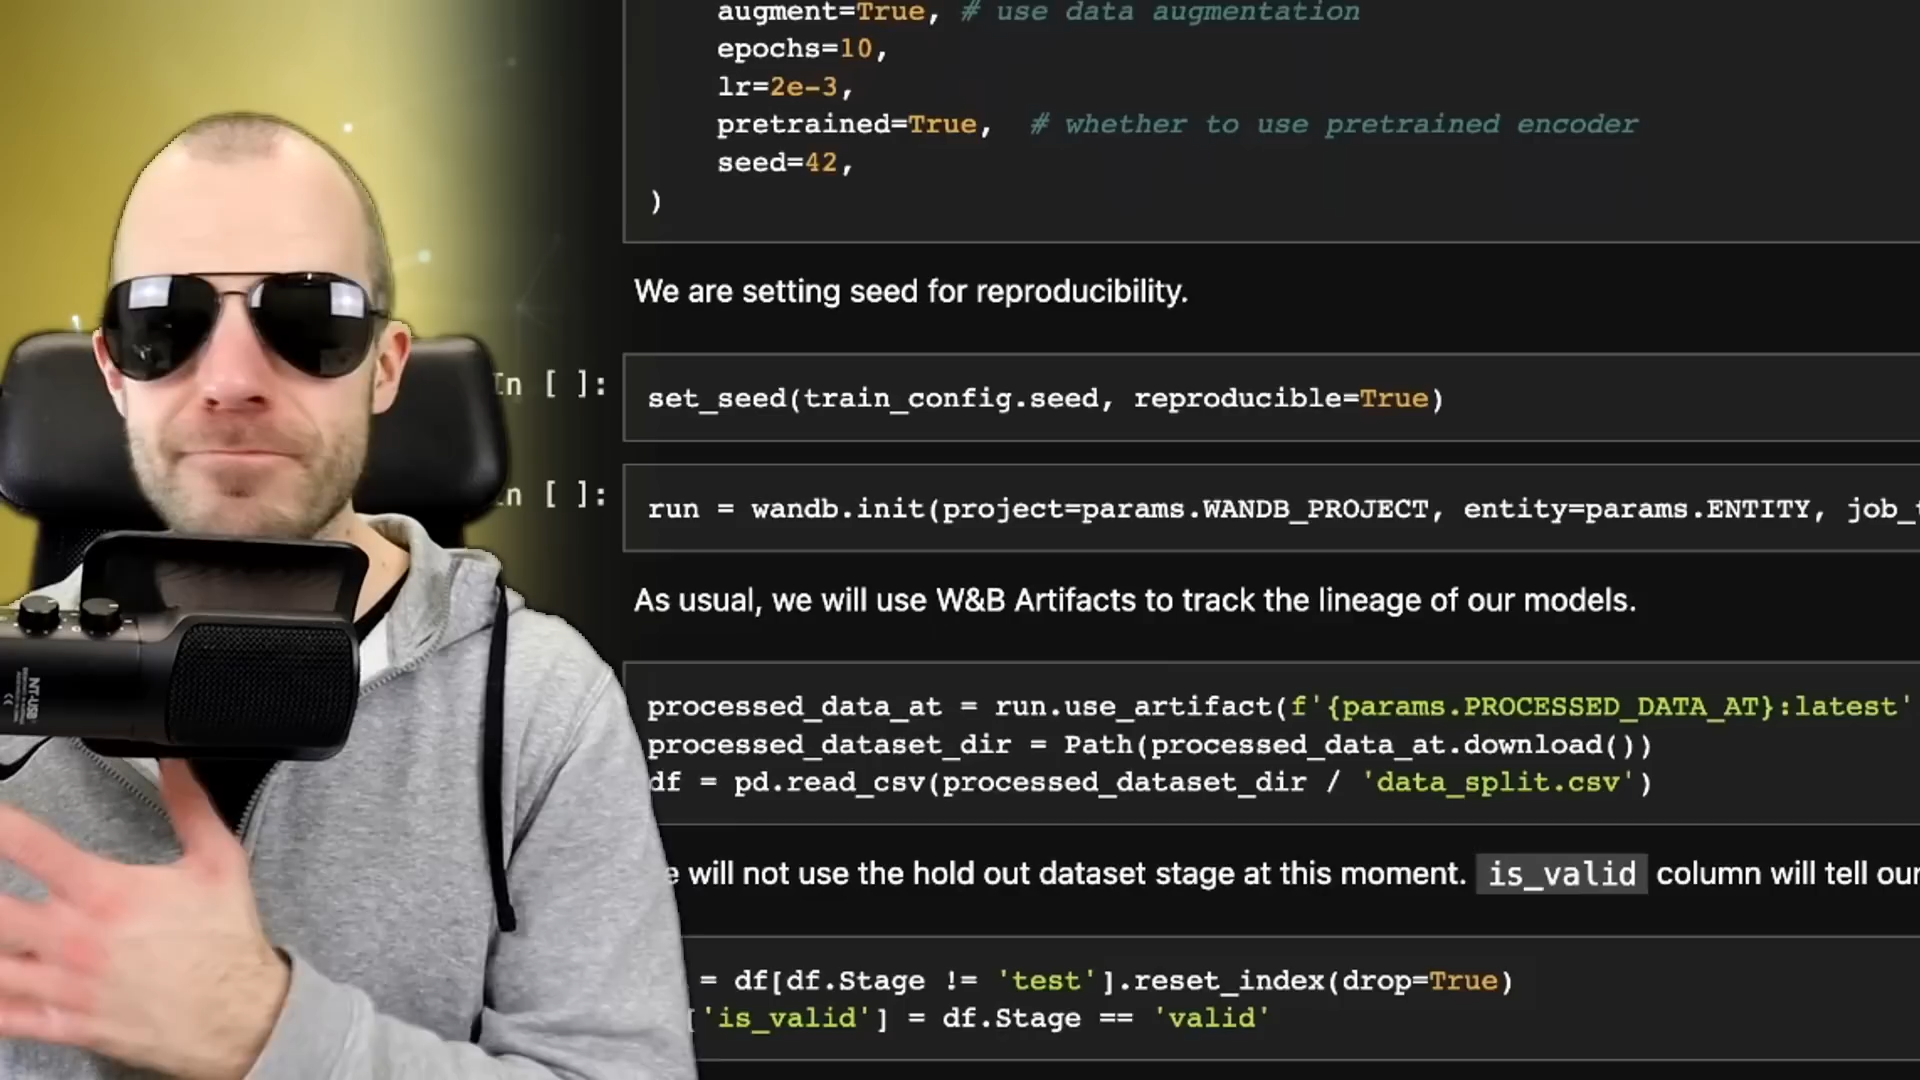 augment=True, # use data augmentation
epochs=10,
lr=2e-3,
pretrained=True, # whether to use pretrained encoder
seed=42,
)
We are setting seed for reproducibility.
In [ ]: set_seed(train_config.seed, reproducible=True)
n [ ]: run = wandb.init(project=params.WANDB_PROJECT, entity=params.ENTITY, job_
As usual, we will use W&B Artifacts to track the lineage of our models.
processed_data_at = run.use_artifact(f'{params.PROCESSED_DATA_AT}:latest'
processed_dataset_dir = Path(processed_data_at.download())
df = pd.read_csv(processed_dataset_dir / 'data_split.csv')
e will not use the hold out dataset stage at this moment. is_valid column will tell our
= df[df.Stage != 'test'].reset_index(drop=True)
['is_valid'] = df.Stage == 'valid'
NT-USB